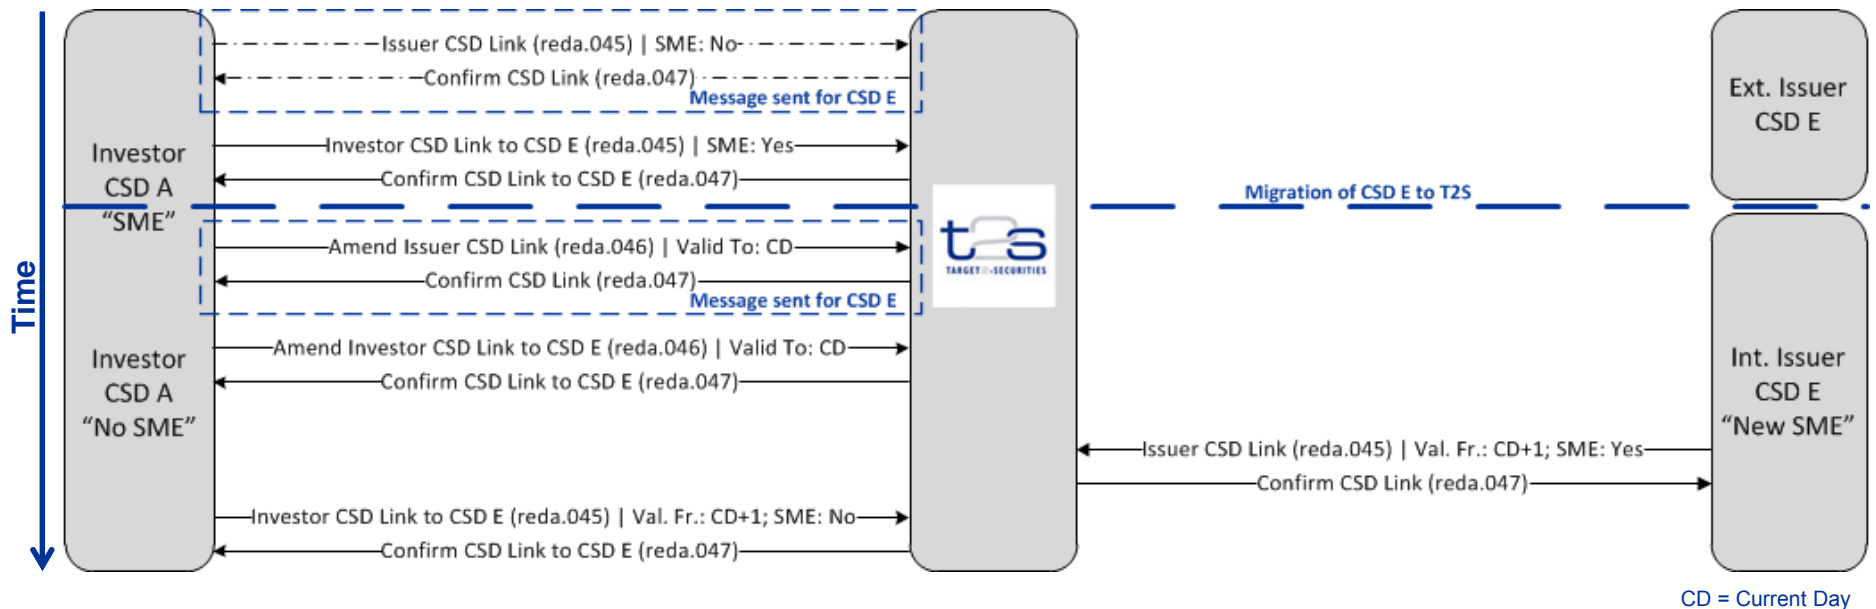 Issuer CSD Link (reda.045) | SME: No
Confirm CSD Link (reda.047)
Message sent for CSD E
Ext. Issuer
CSD E
Investor CSD Link to CSD E (reda.045) | SME: Yes
Investor
CSD A
“SME”
Confirm CSD Link to CSD E (reda.047)
Migration of CSD E to T2S
Amend Issuer CSD Link (reda.046) | Valid To: CD
Confirm CSD Link (reda.047)
Message sent for CSD E
t2s
TARGET2-SECURITIES
Time
Amend Investor CSD Link to CSD E (reda.046) | Valid To: CD
Confirm CSD Link to CSD E (reda.047)
Investor
CSD A
“No SME”
Int. Issuer
CSD E
“New SME”
Issuer CSD Link (reda.045) | Val. Fr.: CD+1; SME: Yes
Confirm CSD Link (reda.047)
Investor CSD Link to CSD E (reda.045) | Val. Fr.: CD+1; SME: No
Confirm CSD Link to CSD E (reda.047)
CD = Current Day